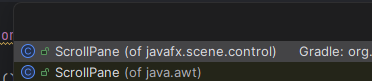 ScrollPane (of javafx.scene.control) Gradle: org.
ScrollPane (of java.awt)